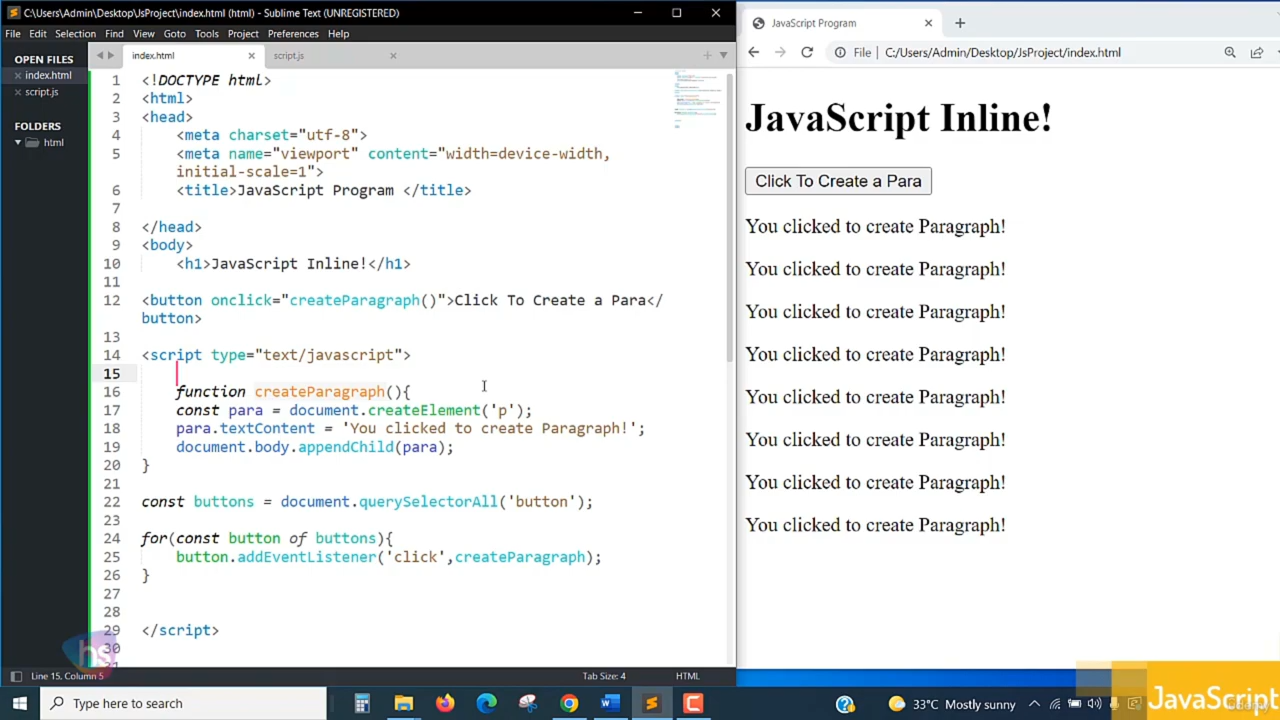 C:\Users\Admin\Desktop\JsProject\index.html (html) - Sublime Text (UNREGISTERED)
File Edit Selection Find View Goto Tools Project Preferences Help
OPEN FILES
index.html
script.js
FOLDERS
html
index.html
script.js
1 <!DOCTYPE html>
2 <html>
3 <head>
4 <meta charset="utf-8">
5 <meta name="viewport" content="width=device-width,
initial-scale=1">
6 <title>JavaScript Program </title>
7
8 </head>
9 <body>
10 <h1>JavaScript Inline!</h1>
11
12 <button onclick="createParagraph()">Click To Create a Para</
button>
13
14 <script type="text/javascript">
15
16 function createParagraph(){
17 const para = document.createElement('p');
18 para.textContent = 'You clicked to create Paragraph!';
19 document.body.appendChild(para);
20 }
21
22 const buttons = document.querySelectorAll('button');
23
24 for(const button of buttons){
25 button.addEventListener('click',createParagraph);
26 }
27
28
29 </script>
30
Line 15, Column 5
Tab Size: 4
HTML
JavaScript Program
File | C:/Users/Admin/Desktop/JsProject/index.html
JavaScript Inline!
Click To Create a Para
You clicked to create Paragraph!
You clicked to create Paragraph!
You clicked to create Paragraph!
You clicked to create Paragraph!
You clicked to create Paragraph!
You clicked to create Paragraph!
You clicked to create Paragraph!
You clicked to create Paragraph!
Type here to search
33°C Mostly sunny
JavaScript